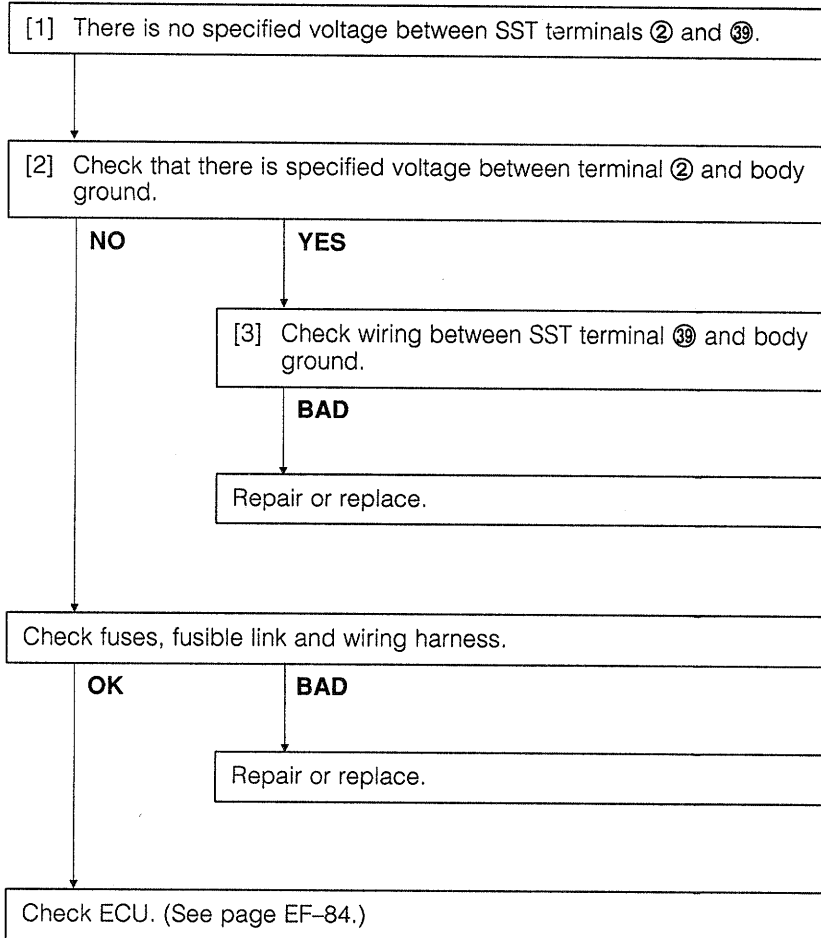 [1] There is no specified voltage between SST terminals ② and ㊴.
[2] Check that there is specified voltage between terminal ② and body
ground.
NO
YES
[3] Check wiring between SST terminal ㊴ and body
ground.
BAD
Repair or replace.
Check fuses, fusible link and wiring harness.
OK
BAD
Repair or replace.
Check ECU. (See page EF–84.)